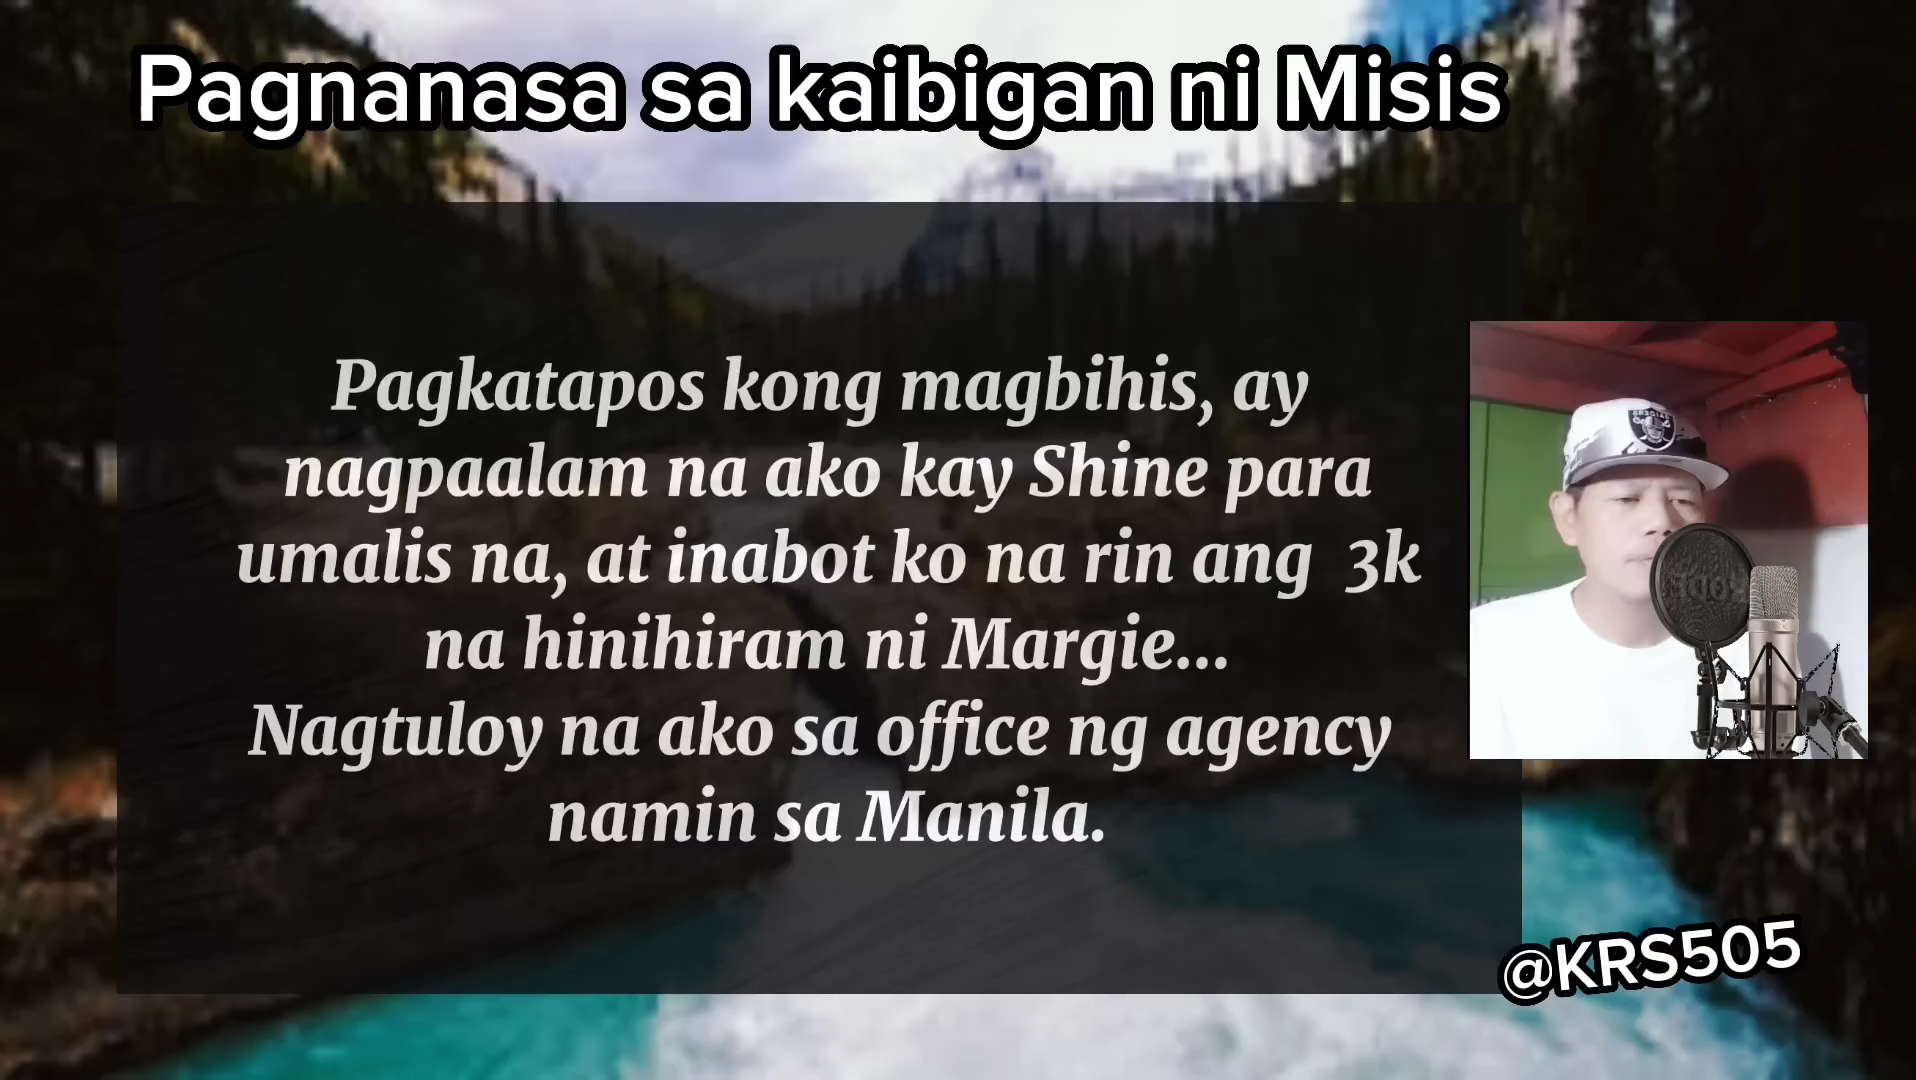 Pagnanasa sa kaibigan ni Misis
Pagkatapos kong magbihis, ay
nagpaalam na ako kay Shine para
umalis na, at inabot ko na rin ang 3k
na hinihiram ni Margie...
Nagtuloy na ako sa office ng agency
namin sa Manila.
RAIDERS
RODE
@KRS505